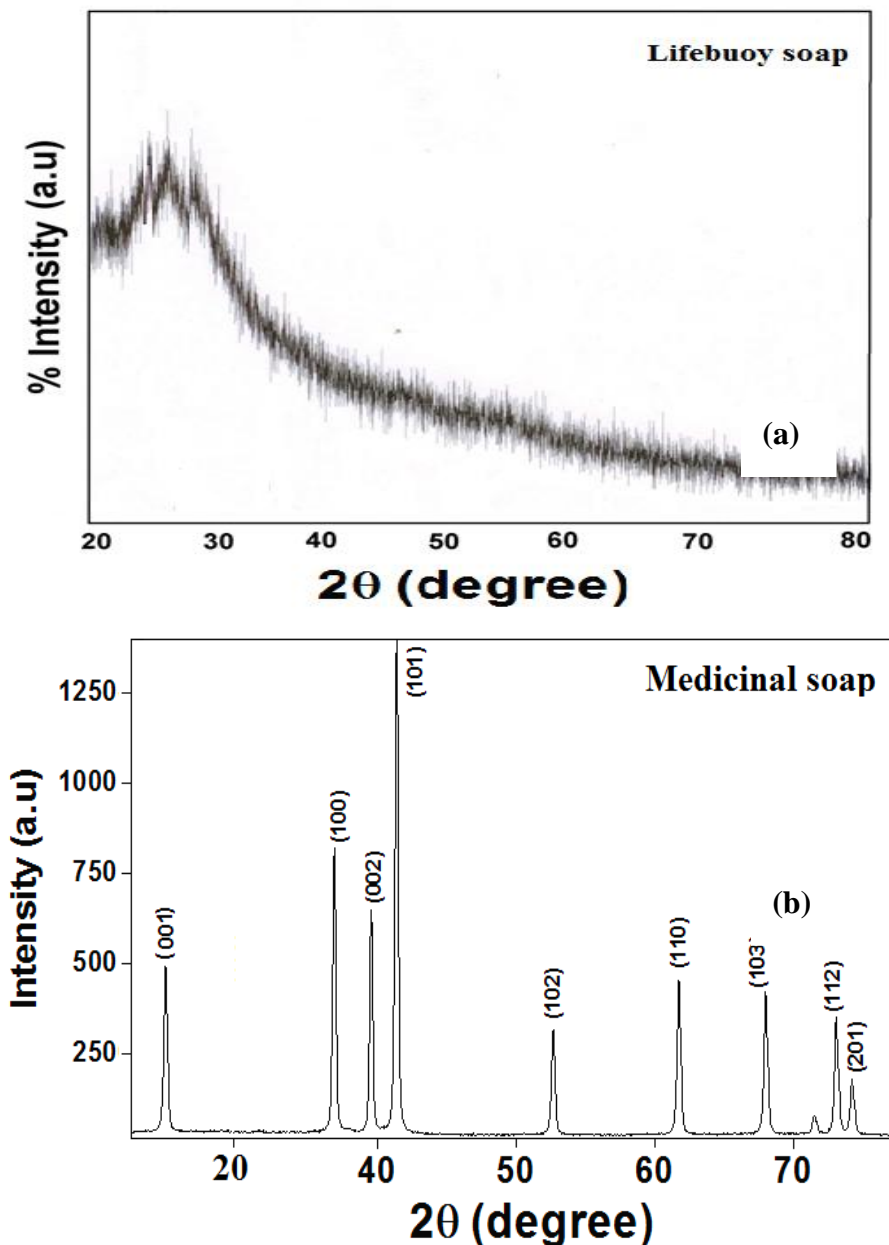 Lifebuoy soap
% Intensity (a.u)
(a)
20 30 40 50 60 70 80
2θ (degree)
Medicinal soap
Intensity (a.u)
1250
1000
750
500
250
(001)
(100)
(002)
(101)
(102)
(110)
(b)
(103
(112)
(201)
20 40 50 60 70
2θ (degree)